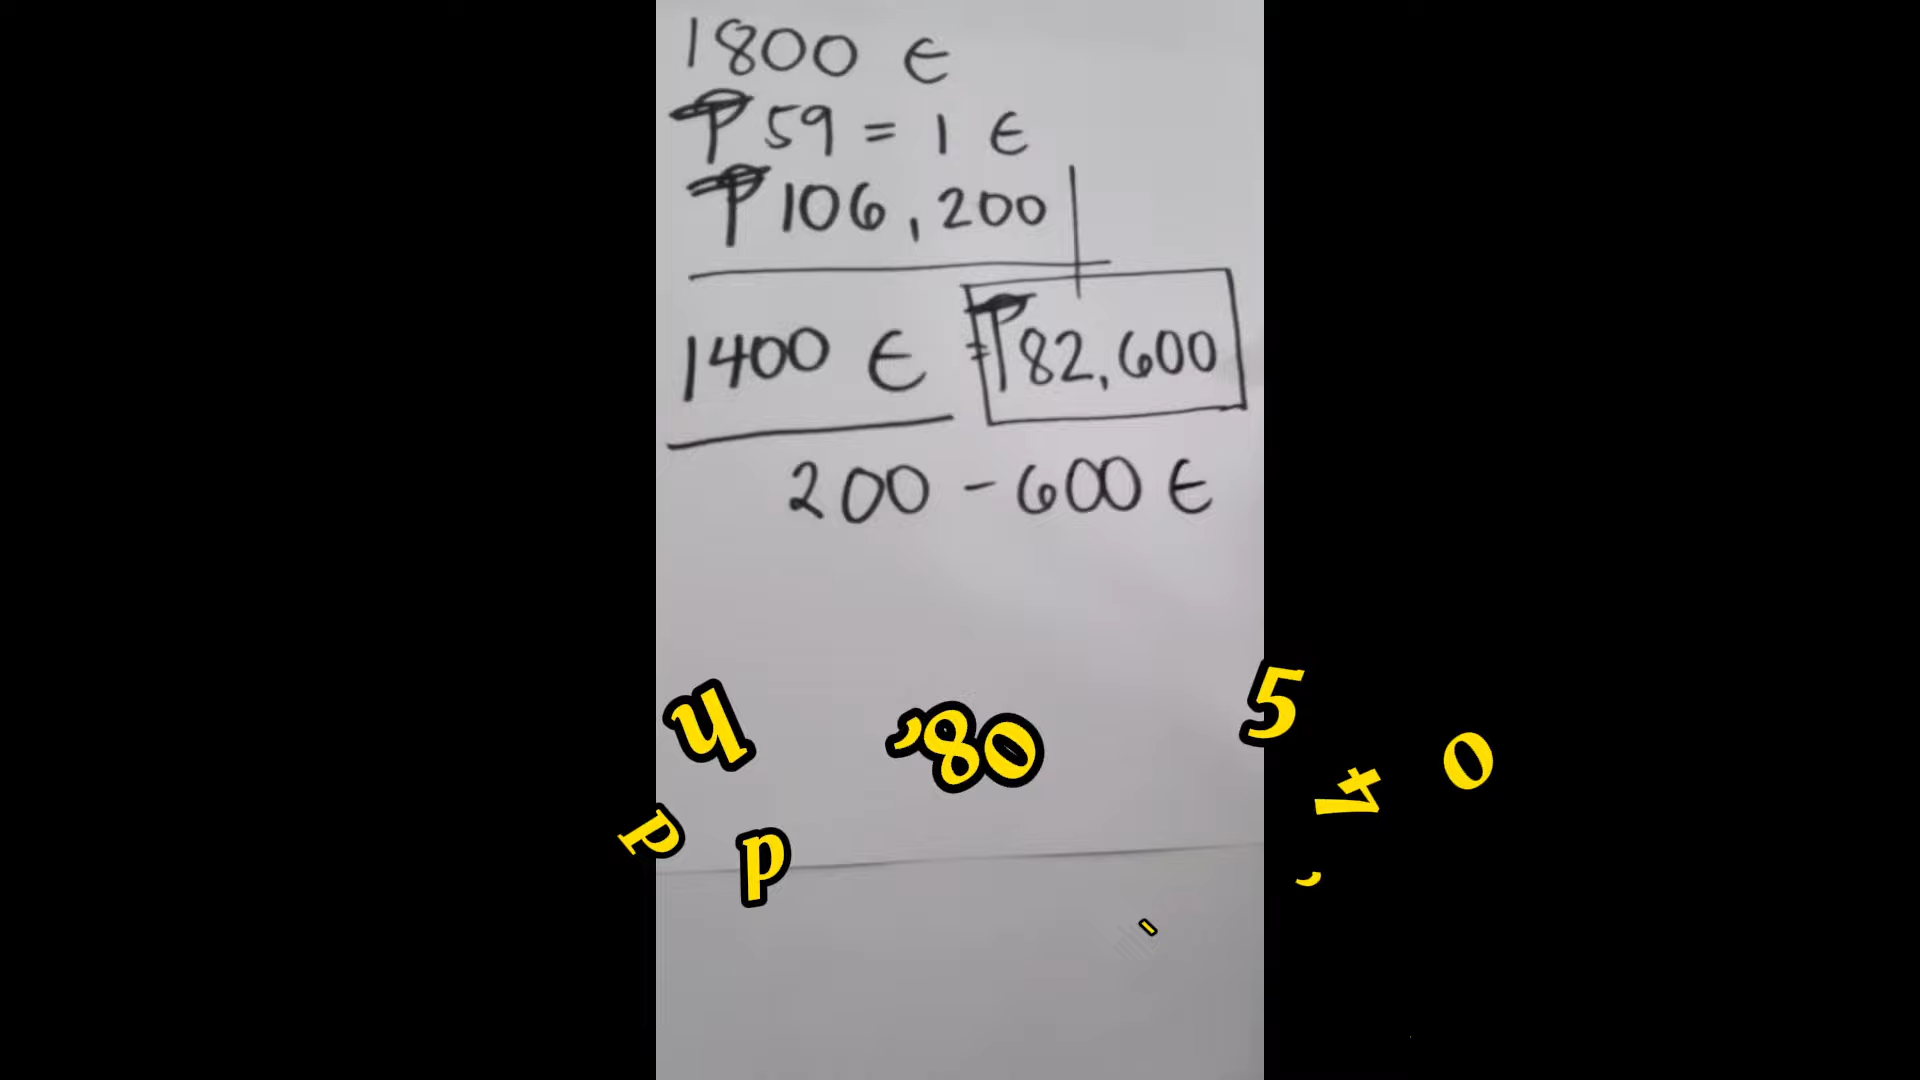 1800 €
₱59 = 1 €
₱106,200
1400 € = ₱82,600
200 - 600 €